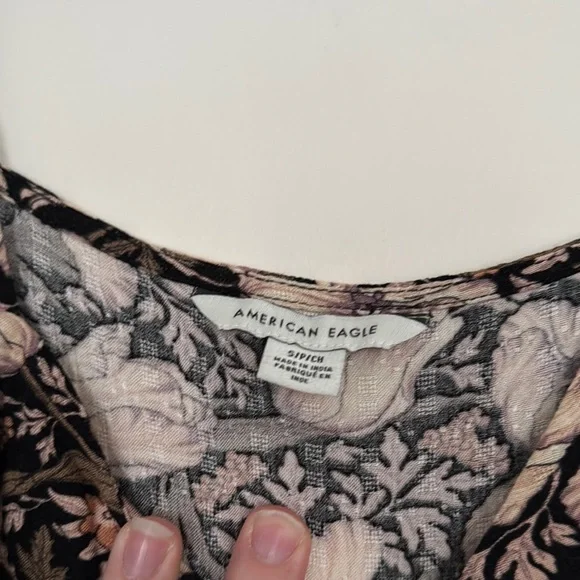 AMERICAN EAGLE
S/P/CH
MADE IN INDIA
FABRIQUÉ EN
INDE